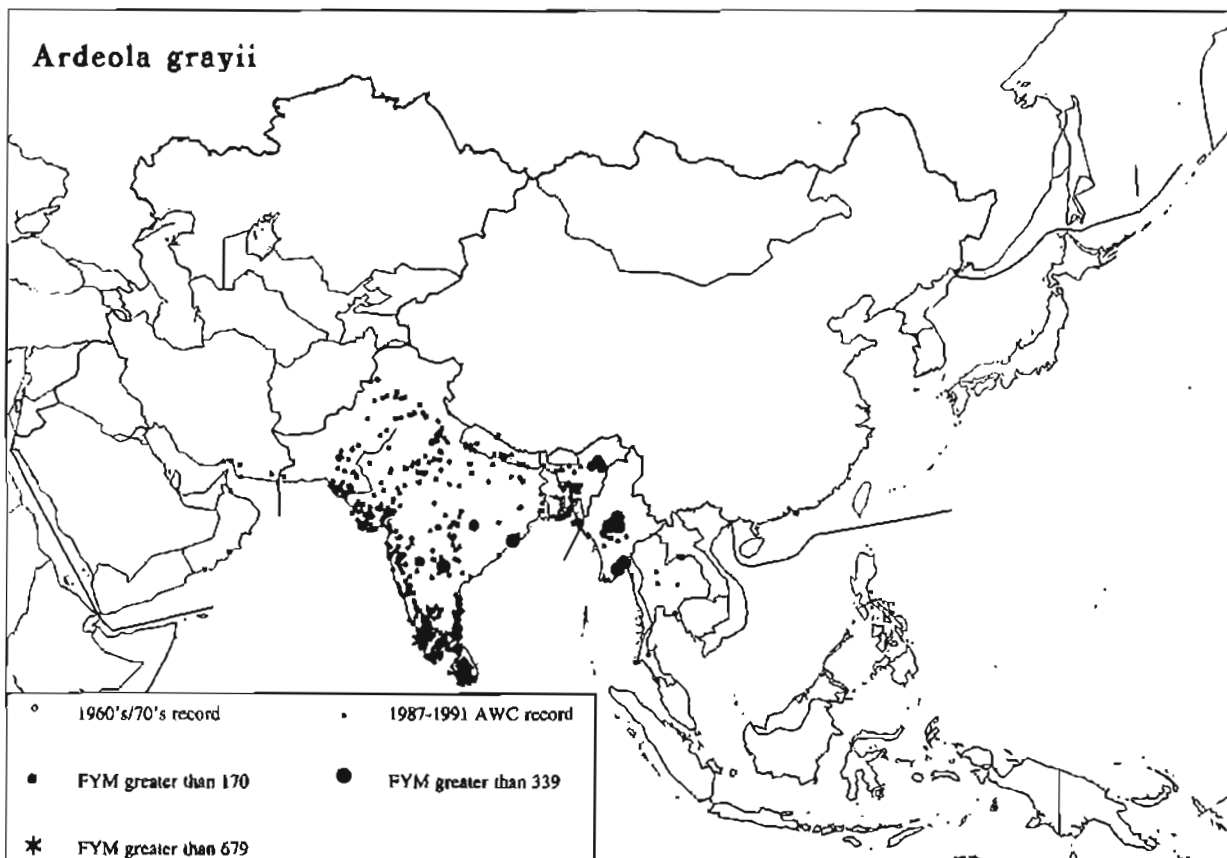 Ardeola grayii
1960's/70's record
1987-1991 AWC record
FYM greater than 170
FYM greater than 339
FYM greater than 679